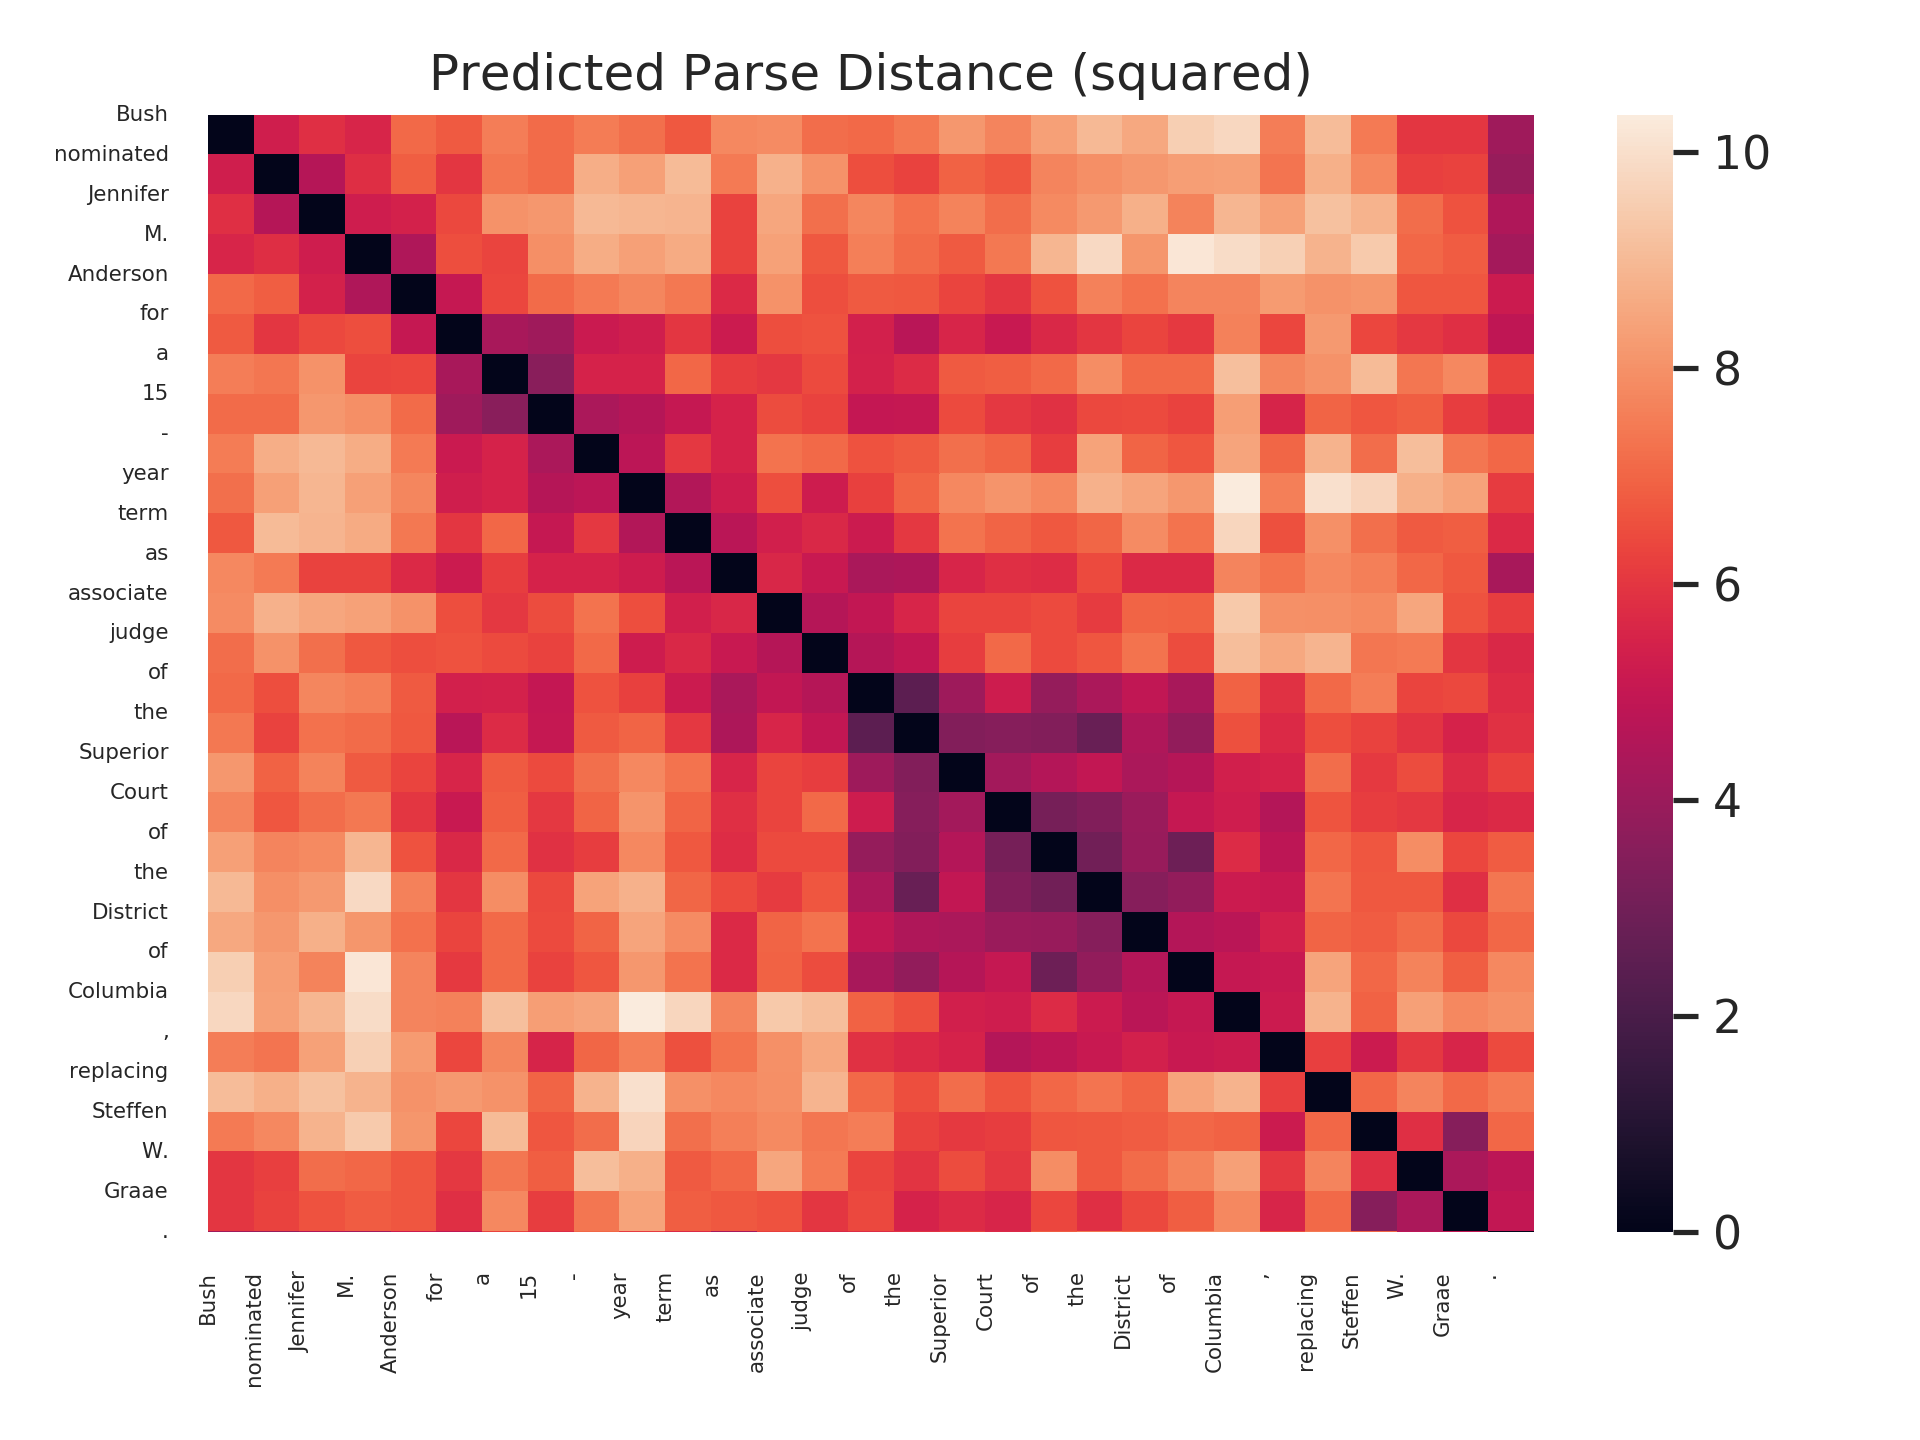 Predicted Parse Distance (squared)
Bush
nominated
Jennifer
M.
Anderson
for
a
15
-
year
term
as
associate
judge
of
the
Superior
Court
of
the
District
of
Columbia
,
replacing
Steffen
W.
Graae
.
10
8
6
4
2
0
Bush
nominated
Jennifer
M.
Anderson
for
a
15
-
year
term
as
associate
judge
of
the
Superior
Court
of
the
District
of
Columbia
,
replacing
Steffen
W.
Graae
.